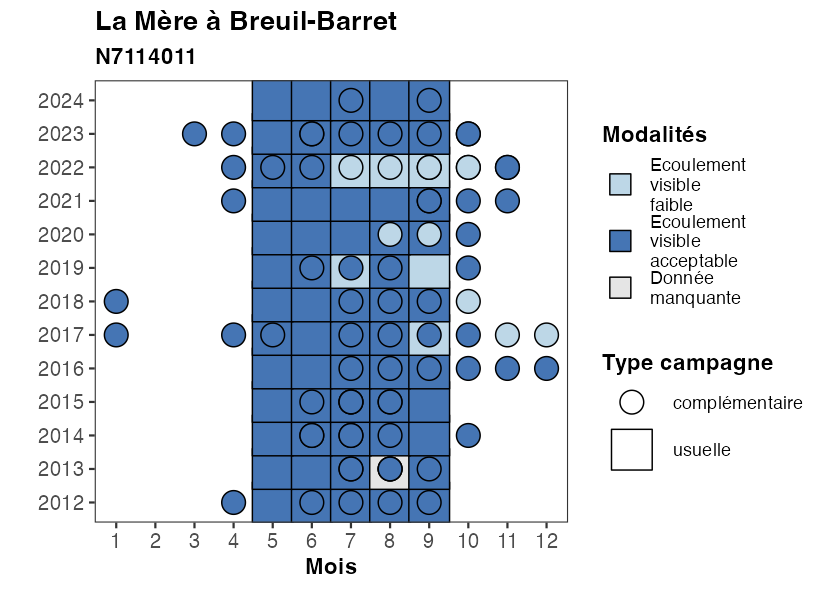 La Mère à Breuil-Barret
N7114011
2024
2023
2022
2021
2020
2019
2018
2017
2016
2015
2014
2013
2012
1 2 3 4 5 6 7 8 9 10 11 12
Mois
Modalités
Ecoulement
visible
faible
Ecoulement
visible
acceptable
Donnée
manquante
Type campagne
complémentaire
usuelle